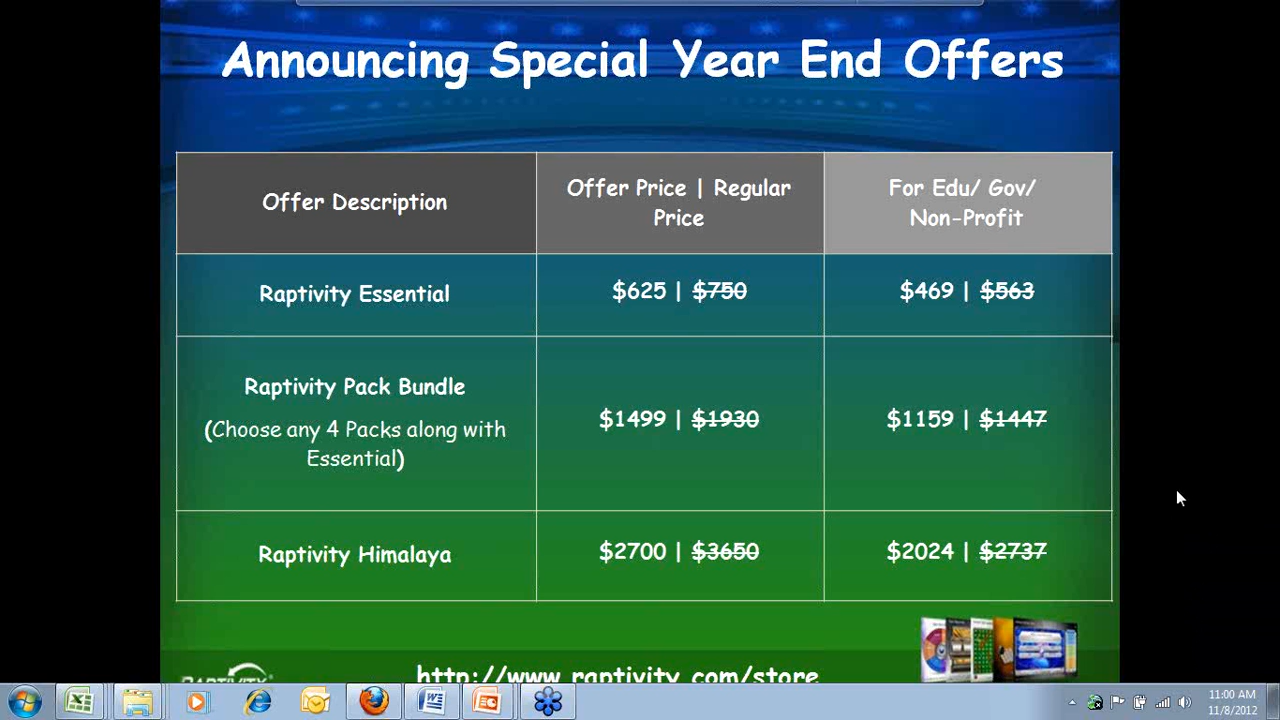 Announcing Special Year End Offers
Offer Description
Offer Price | Regular
Price
For Edu/ Gov/
Non-Profit
Raptivity Essential
$625 | $750
$469 | $563
Raptivity Pack Bundle
(Choose any 4 Packs along with
Essential)
$1499 | $1930
$1159 | $1447
Raptivity Himalaya
$2700 | $3650
$2024 | $2737
RAPTIVITY
http://www.raptivity.com/store
11:00 AM
11/8/2012